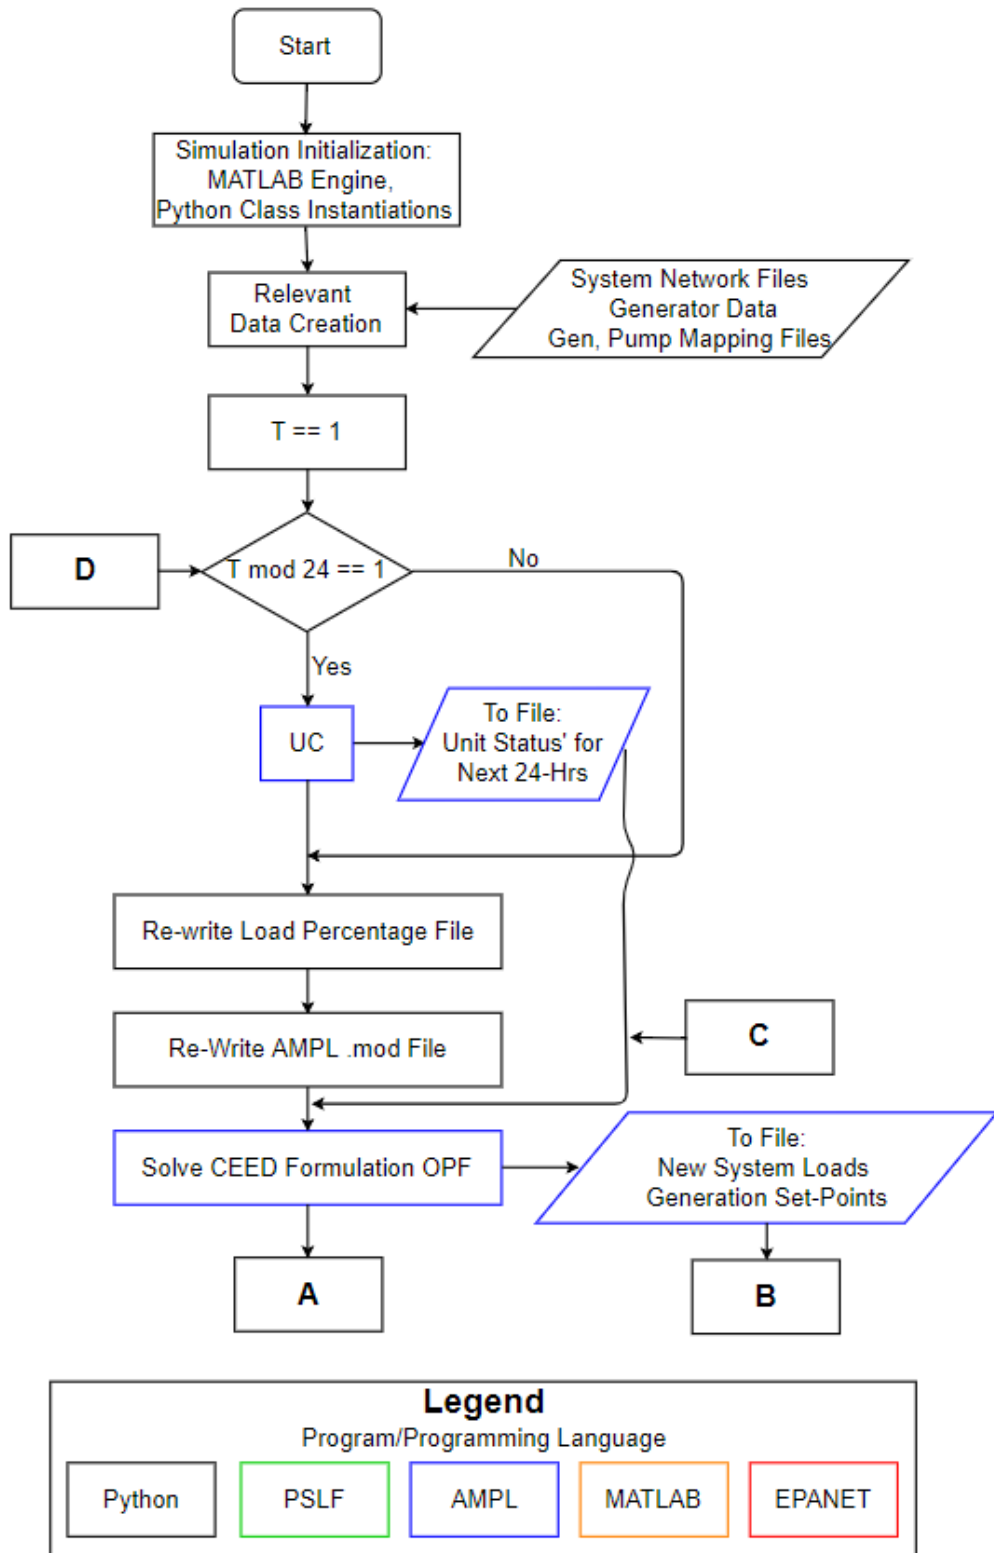 Start
Simulation Initialization:
MATLAB Engine,
Python Class Instantiations
Relevant
Data Creation
System Network Files
Generator Data
Gen, Pump Mapping Files
T == 1
D
T mod 24 == 1
No
Yes
UC
To File:
Unit Status' for
Next 24-Hrs
Re-write Load Percentage File
Re-Write AMPL .mod File
C
Solve CEED Formulation OPF
To File:
New System Loads
Generation Set-Points
A
B
Legend
Program/Programming Language
Python
PSLF
AMPL
MATLAB
EPANET